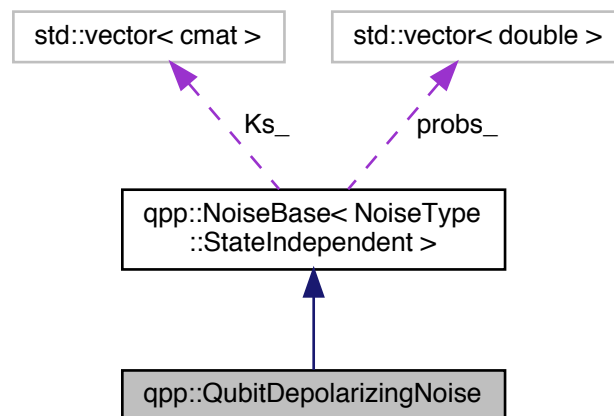 std::vector< cmat >
std::vector< double >
Ks_
probs_
qpp::NoiseBase< NoiseType
::StateIndependent >
qpp::QubitDepolarizingNoise